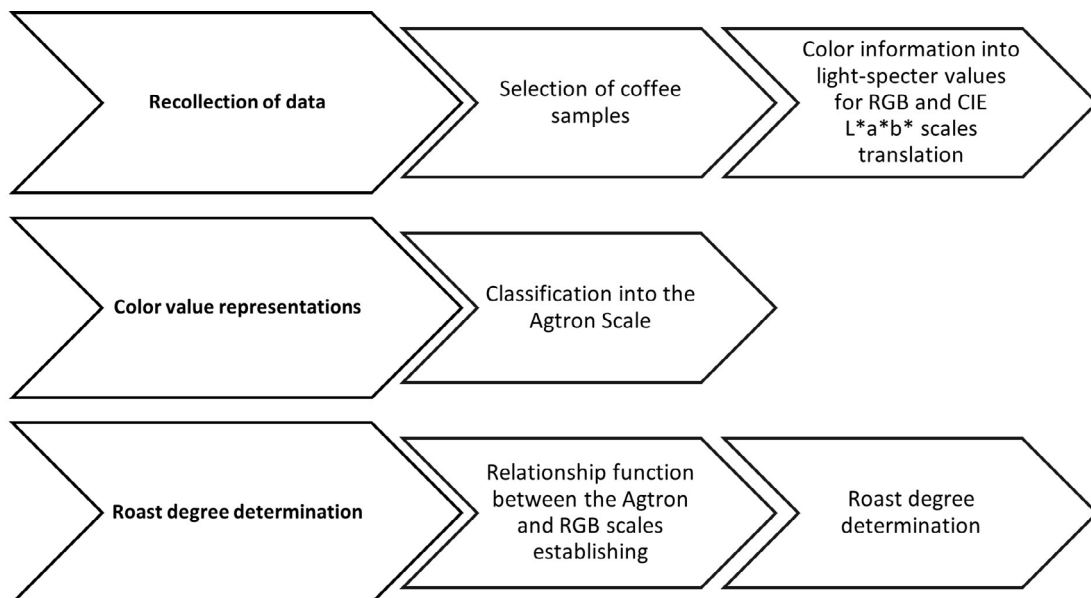 Recollection of data
Selection of coffee
samples
Color information into
light-specter values
for RGB and CIE
L*a*b* scales
translation
Color value representations
Classification into the
Agtron Scale
Roast degree determination
Relationship function
between the Agtron
and RGB scales
establishing
Roast degree
determination